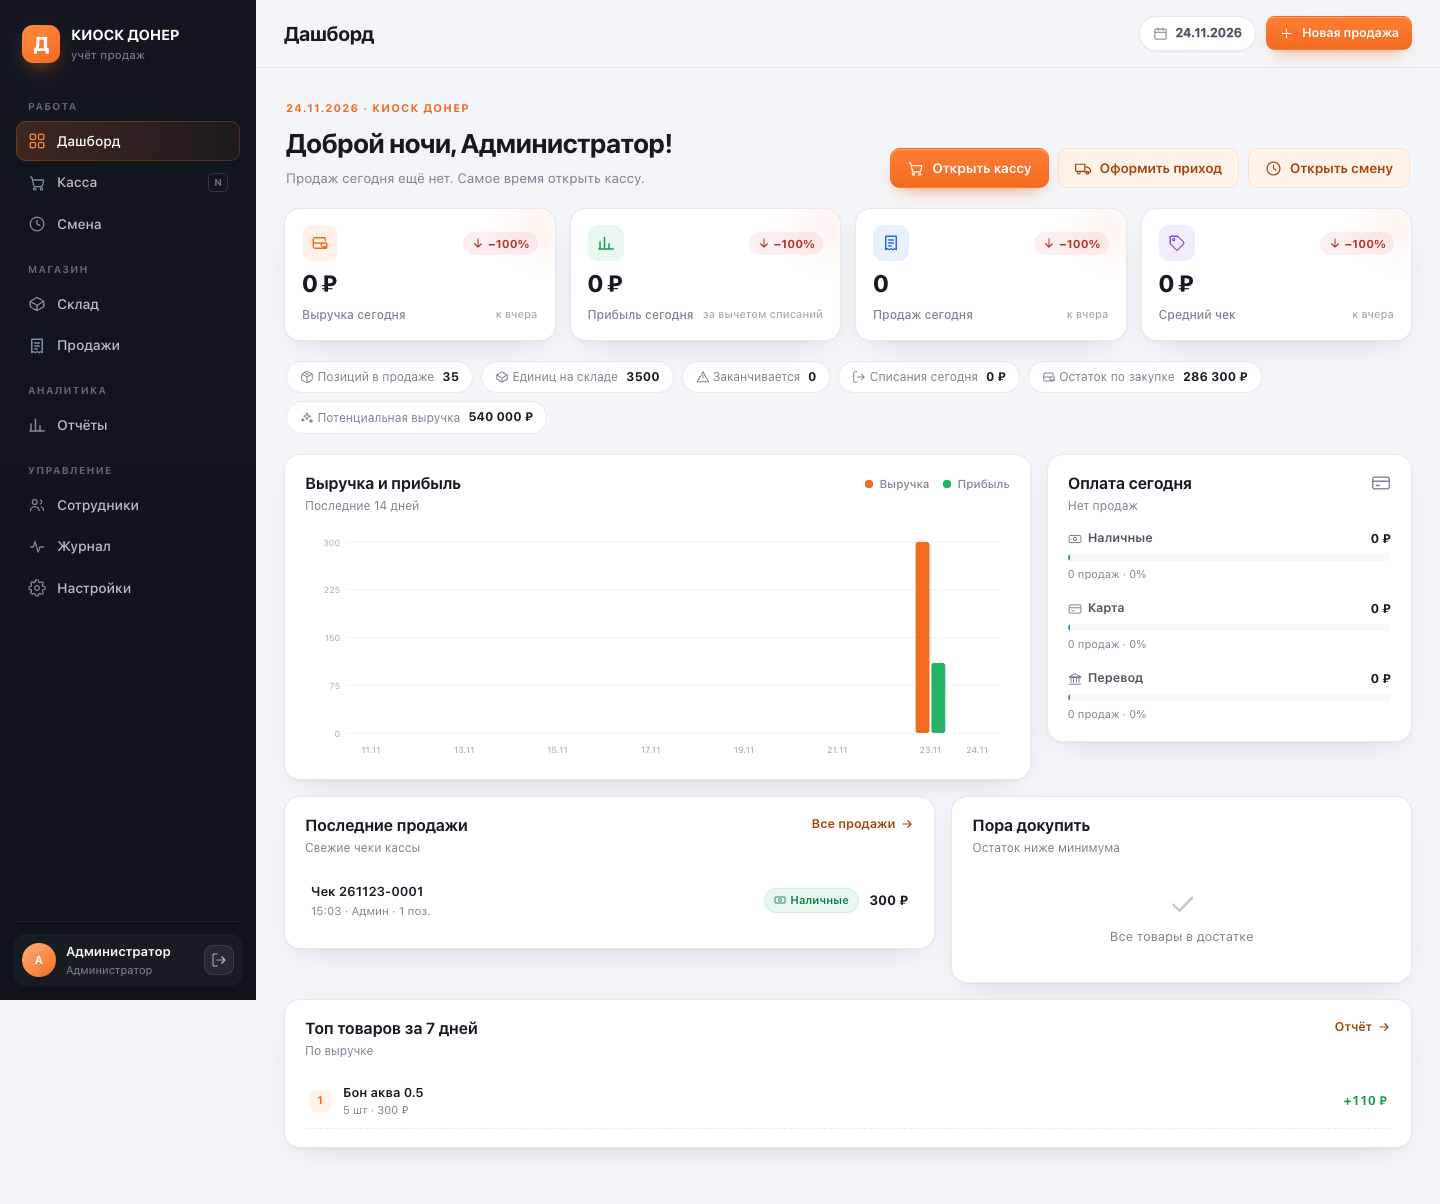 Д
КИОСК ДОНЕР
учёт продаж
РАБОТА
Дашборд
Касса N
Смена
МАГАЗИН
Склад
Продажи
АНАЛИТИКА
Отчёты
УПРАВЛЕНИЕ
Сотрудники
Журнал
Настройки
А
Администратор
Администратор
Дашборд
24.11.2026
Новая продажа
24.11.2026 · КИОСК ДОНЕР
Доброй ночи, Администратор!
Продаж сегодня ещё нет. Самое время открыть кассу.
Открыть кассу
Оформить приход
Открыть смену
↓ −100%
0 ₽
Выручка сегодня к вчера
↓ −100%
0 ₽
Прибыль сегодня за вычетом списаний
↓ −100%
0
Продаж сегодня к вчера
↓ −100%
0 ₽
Средний чек к вчера
Позиций в продаже 35
Единиц на складе 3500
Заканчивается 0
Списания сегодня 0 ₽
Остаток по закупке 286 300 ₽
Потенциальная выручка 540 000 ₽
Выручка и прибыль
Последние 14 дней
Выручка Прибыль
300
225
150
75
0
11.11 13.11 15.11 17.11 19.11 21.11 23.11 24.11
Оплата сегодня
Нет продаж
Наличные 0 ₽
0 продаж · 0%
Карта 0 ₽
0 продаж · 0%
Перевод 0 ₽
0 продаж · 0%
Последние продажи
Все продажи →
Свежие чеки кассы
Чек 261123-0001
15:03 · Админ · 1 поз.
Наличные 300 ₽
Пора докупить
Остаток ниже минимума
Все товары в достатке
Топ товаров за 7 дней
Отчёт →
По выручке
1
Бон аква 0.5
5 шт · 300 ₽
+110 ₽